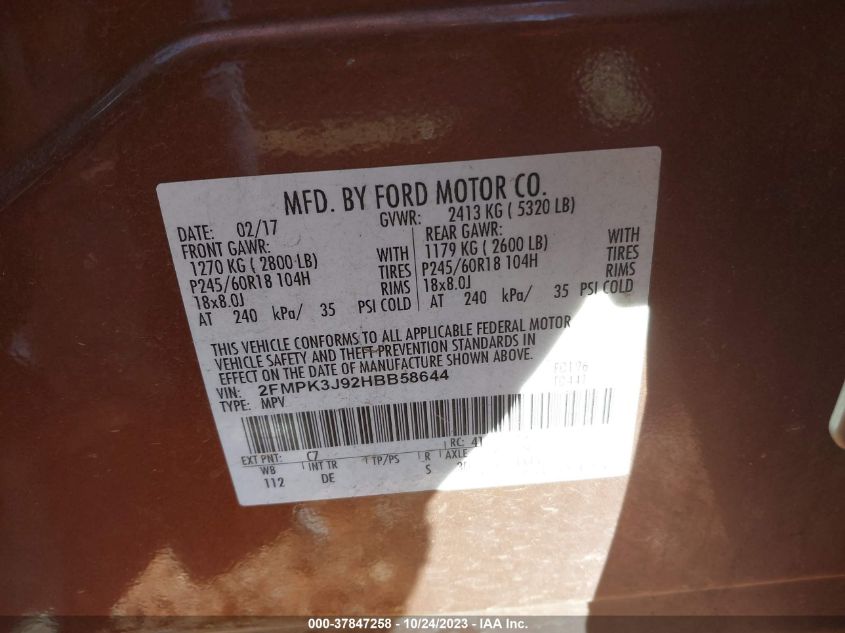 MFD. BY FORD MOTOR CO.
DATE: 02/17 GVWR: 2413 KG ( 5320 LB)
FRONT GAWR: REAR GAWR:
1270 KG ( 2800 LB) WITH 1179 KG ( 2600 LB) WITH
P245/60R18 104H TIRES P245/60R18 104H TIRES
18x8.0J RIMS 18x8.0J RIMS
AT 240 kPa/ 35 PSI COLD AT 240 kPa/ 35 PSI COLD
THIS VEHICLE CONFORMS TO ALL APPLICABLE FEDERAL MOTOR
VEHICLE SAFETY AND THEFT PREVENTION STANDARDS IN
EFFECT ON THE DATE OF MANUFACTURE SHOWN ABOVE.
VIN: 2FMPK3J92HBB58644
TYPE: MPV
EXT PNT: C7 RC: 41
WB INT TR TP/PS R AXLE
112 DE S
000-37847258 - 10/24/2023 - IAA Inc.